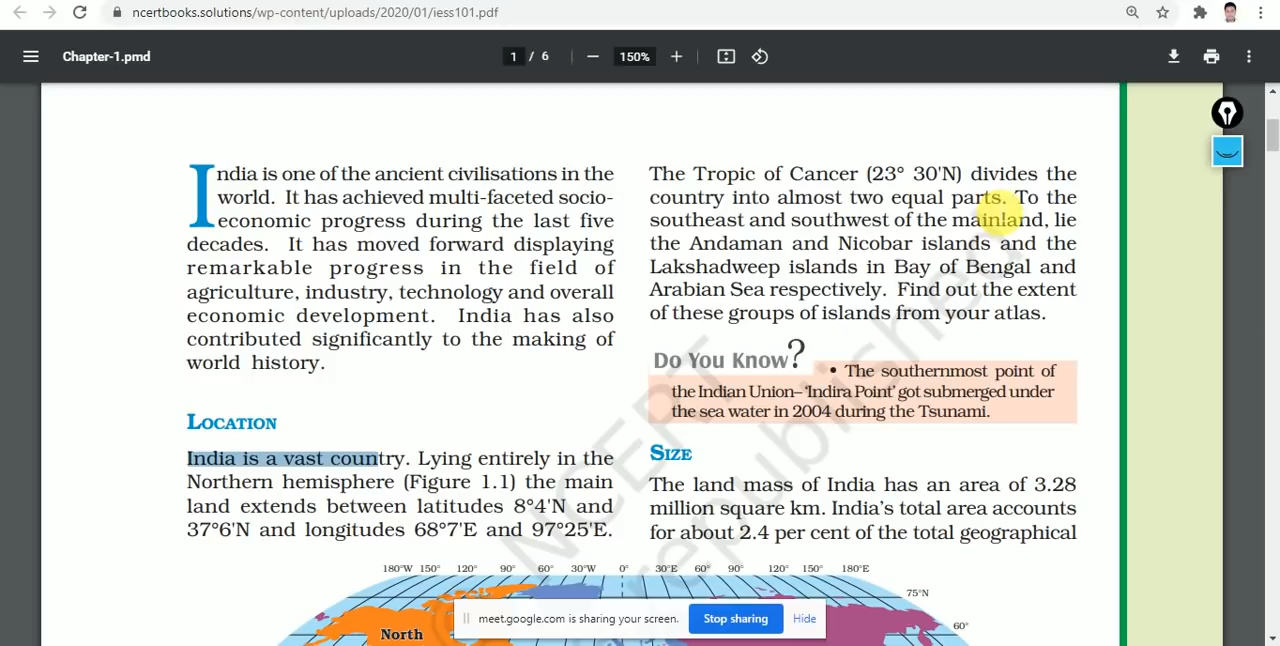 ncertbooks.solutions/wp-content/uploads/2020/01/iess101.pdf
Chapter-1.pmd
1 / 6
150%
India is one of the ancient civilisations in the
world. It has achieved multi-faceted socio-
economic progress during the last five
decades. It has moved forward displaying
remarkable progress in the field of
agriculture, industry, technology and overall
economic development. India has also
contributed significantly to the making of
world history.
LOCATION
India is a vast country. Lying entirely in the
Northern hemisphere (Figure 1.1) the main
land extends between latitudes 8°4'N and
37°6'N and longitudes 68°7'E and 97°25'E.
The Tropic of Cancer (23° 30'N) divides the
country into almost two equal parts. To the
southeast and southwest of the mainland, lie
the Andaman and Nicobar islands and the
Lakshadweep islands in Bay of Bengal and
Arabian Sea respectively. Find out the extent
of these groups of islands from your atlas.
Do You Know?
• The southernmost point of
the Indian Union– 'Indira Point' got submerged under
the sea water in 2004 during the Tsunami.
SIZE
The land mass of India has an area of 3.28
million square km. India's total area accounts
for about 2.4 per cent of the total geographical
180°W 150° 120° 90° 60° 30°W 0° 30°E 60° 90° 120° 150° 180°E
75°N
60°
North
meet.google.com is sharing your screen.
Stop sharing
Hide
© NCERT
republished